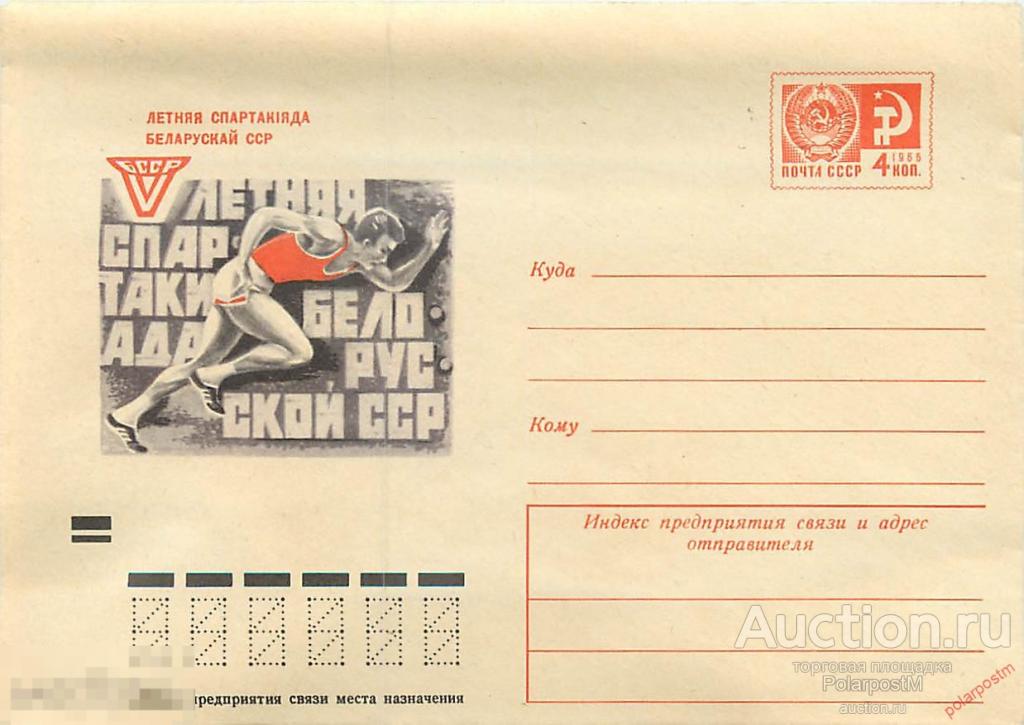 ЛЕТНЯЯ СПАРТАКІЯДА
БЕЛАРУСКАЙ ССР
БССР
V ЛЕТНЯЯ
СПАР-
ТАКИ
АДА
БЕЛО
РУС
СКОЙ ССР
1966
ПОЧТА СССР 4 КОП.
Куда
Кому
Индекс предприятия связи и адрес
отправителя
предприятия связи места назначения
Auction.ru
торговая площадка
PolarpostM
auction.ru
polarpostm